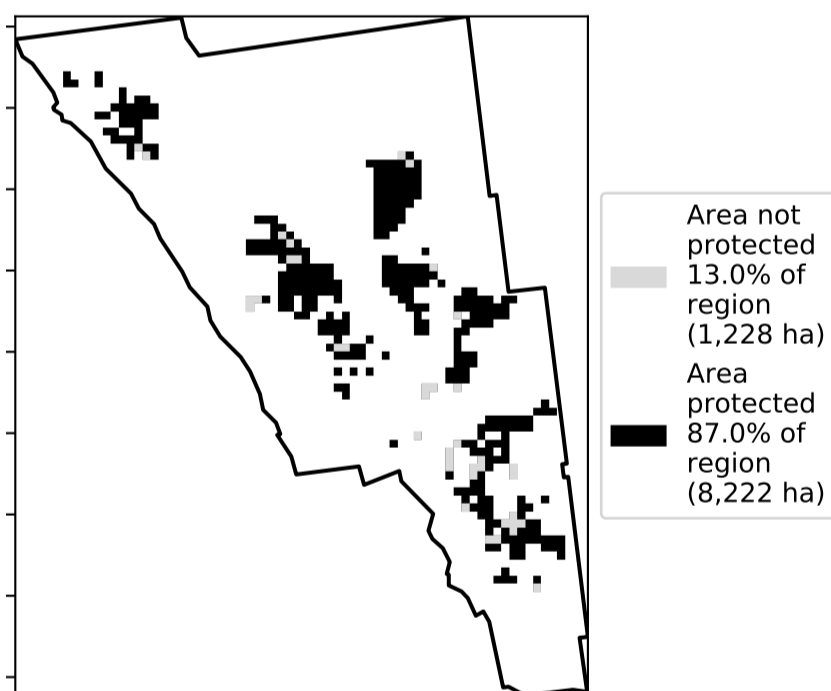 Area not
protected
13.0% of
region
(1,228 ha)
Area
protected
87.0% of
region
(8,222 ha)